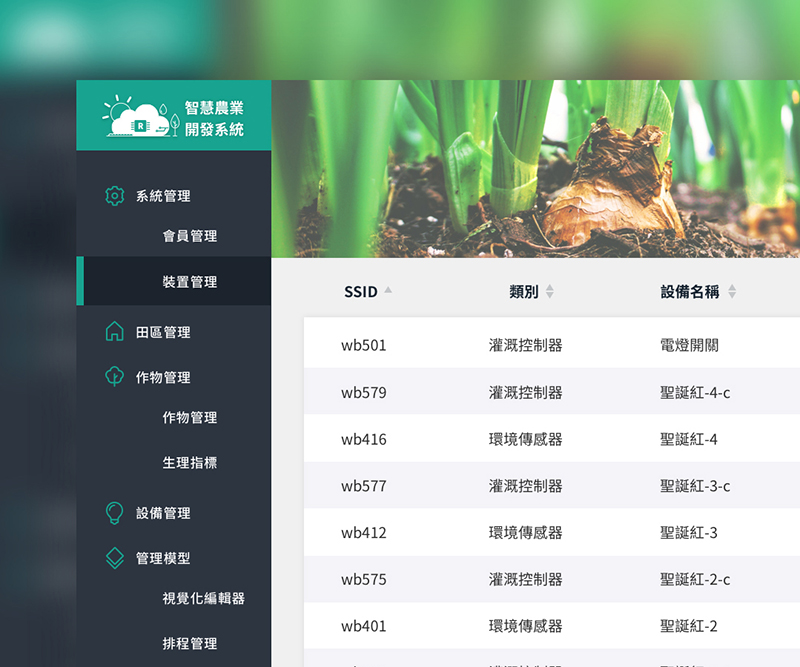 智慧農業
開發系統
R
系統管理
會員管理
裝置管理
田區管理
作物管理
作物管理
生理指標
設備管理
管理模型
視覺化編輯器
排程管理
SSID 類別 設備名稱
wb501 灌溉控制器 電燈開關
wb579 灌溉控制器 聖誕紅-4-c
wb416 環境傳感器 聖誕紅-4
wb577 灌溉控制器 聖誕紅-3-c
wb412 環境傳感器 聖誕紅-3
wb575 灌溉控制器 聖誕紅-2-c
wb401 環境傳感器 聖誕紅-2